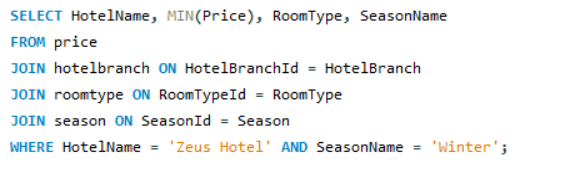 SELECT HotelName, MIN(Price), RoomType, SeasonName
FROM price
JOIN hotelbranch ON HotelBranchId = HotelBranch
JOIN roomtype ON RoomTypeId = RoomType
JOIN season ON SeasonId = Season
WHERE HotelName = 'Zeus Hotel' AND SeasonName = 'Winter';